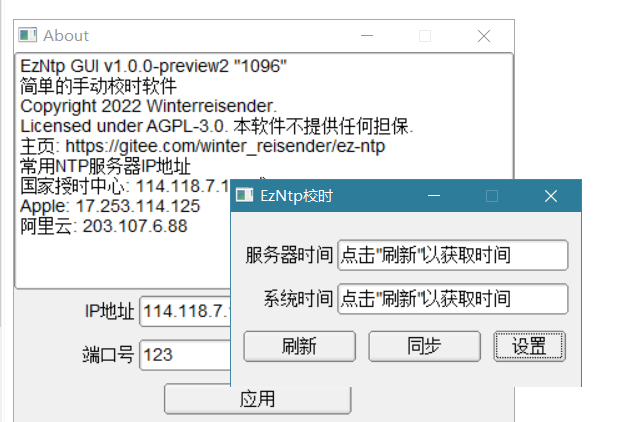 About
EzNtp GUI v1.0.0-preview2 "1096"
简单的手动校时软件
Copyright 2022 Winterreisender.
Licensed under AGPL-3.0. 本软件不提供任何担保.
主页: https://gitee.com/winter_reisender/ez-ntp
常用NTP服务器IP地址
国家授时中心: 114.118.7.1
Apple: 17.253.114.125
阿里云: 203.107.6.88
IP地址 114.118.7.
端口号 123
应用
EzNtp校时
服务器时间 点击"刷新"以获取时间
系统时间 点击"刷新"以获取时间
刷新 同步 设置